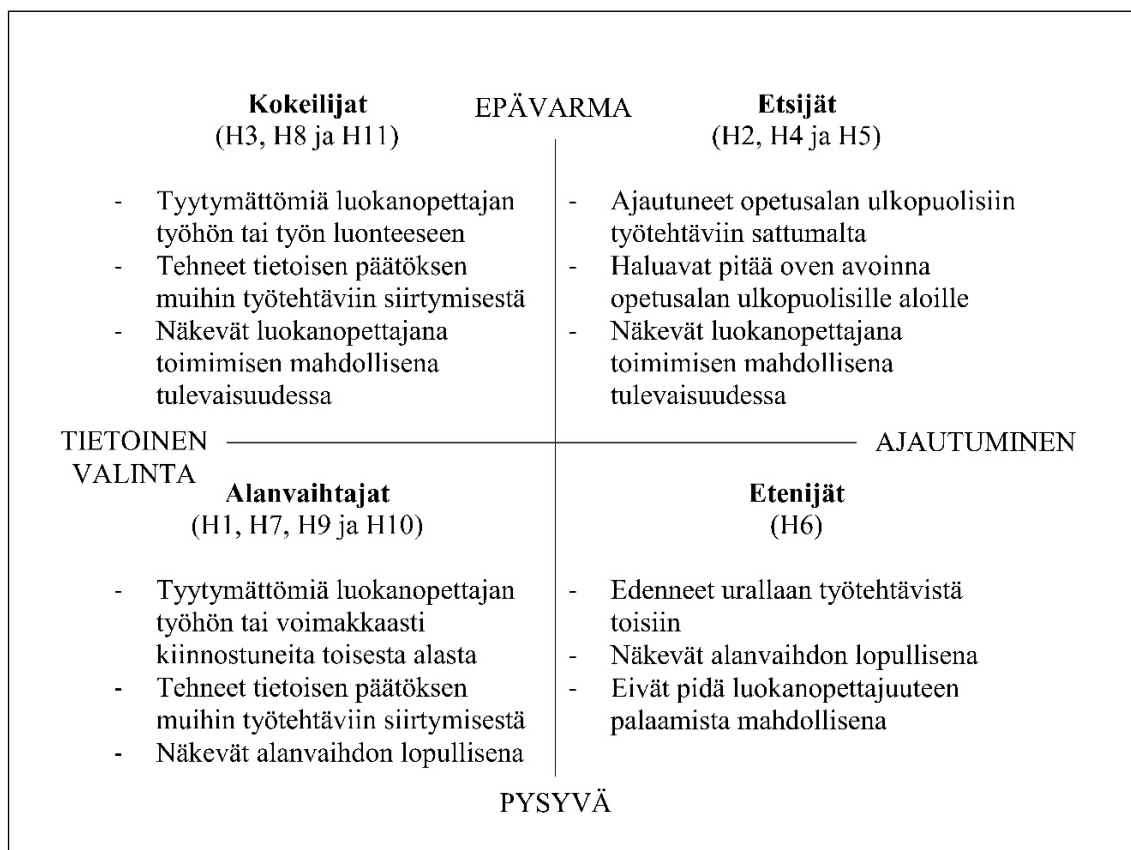 EPÄVARMA
Kokeilijat
(H3, H8 ja H11)
- Tyytymättömiä luokanopettajan
työhön tai työn luonteeseen
- Tehneet tietoisen päätöksen
muihin työtehtäviin siirtymisestä
- Näkevät luokanopettajana
toimimisen mahdollisena
tulevaisuudessa
Etsijät
(H2, H4 ja H5)
- Ajautuneet opetusalan ulkopuolisiin
työtehtäviin sattumalta
- Haluavat pitää oven avoinna
opetusalan ulkopuolisille aloille
- Näkevät luokanopettajana
toimimisen mahdollisena
tulevaisuudessa
TIETOINEN
VALINTA
AJAUTUMINEN
Alanvaihtajat
(H1, H7, H9 ja H10)
- Tyytymättömiä luokanopettajan
työhön tai voimakkaasti
kiinnostuneita toisesta alasta
- Tehneet tietoisen päätöksen
muihin työtehtäviin siirtymisestä
- Näkevät alanvaihdon lopullisena
Etenijät
(H6)
- Edenneet urallaan työtehtävistä
toisiin
- Näkevät alanvaihdon lopullisena
- Eivät pidä luokanopettajuuteen
palaamista mahdollisena
PYSYVÄ